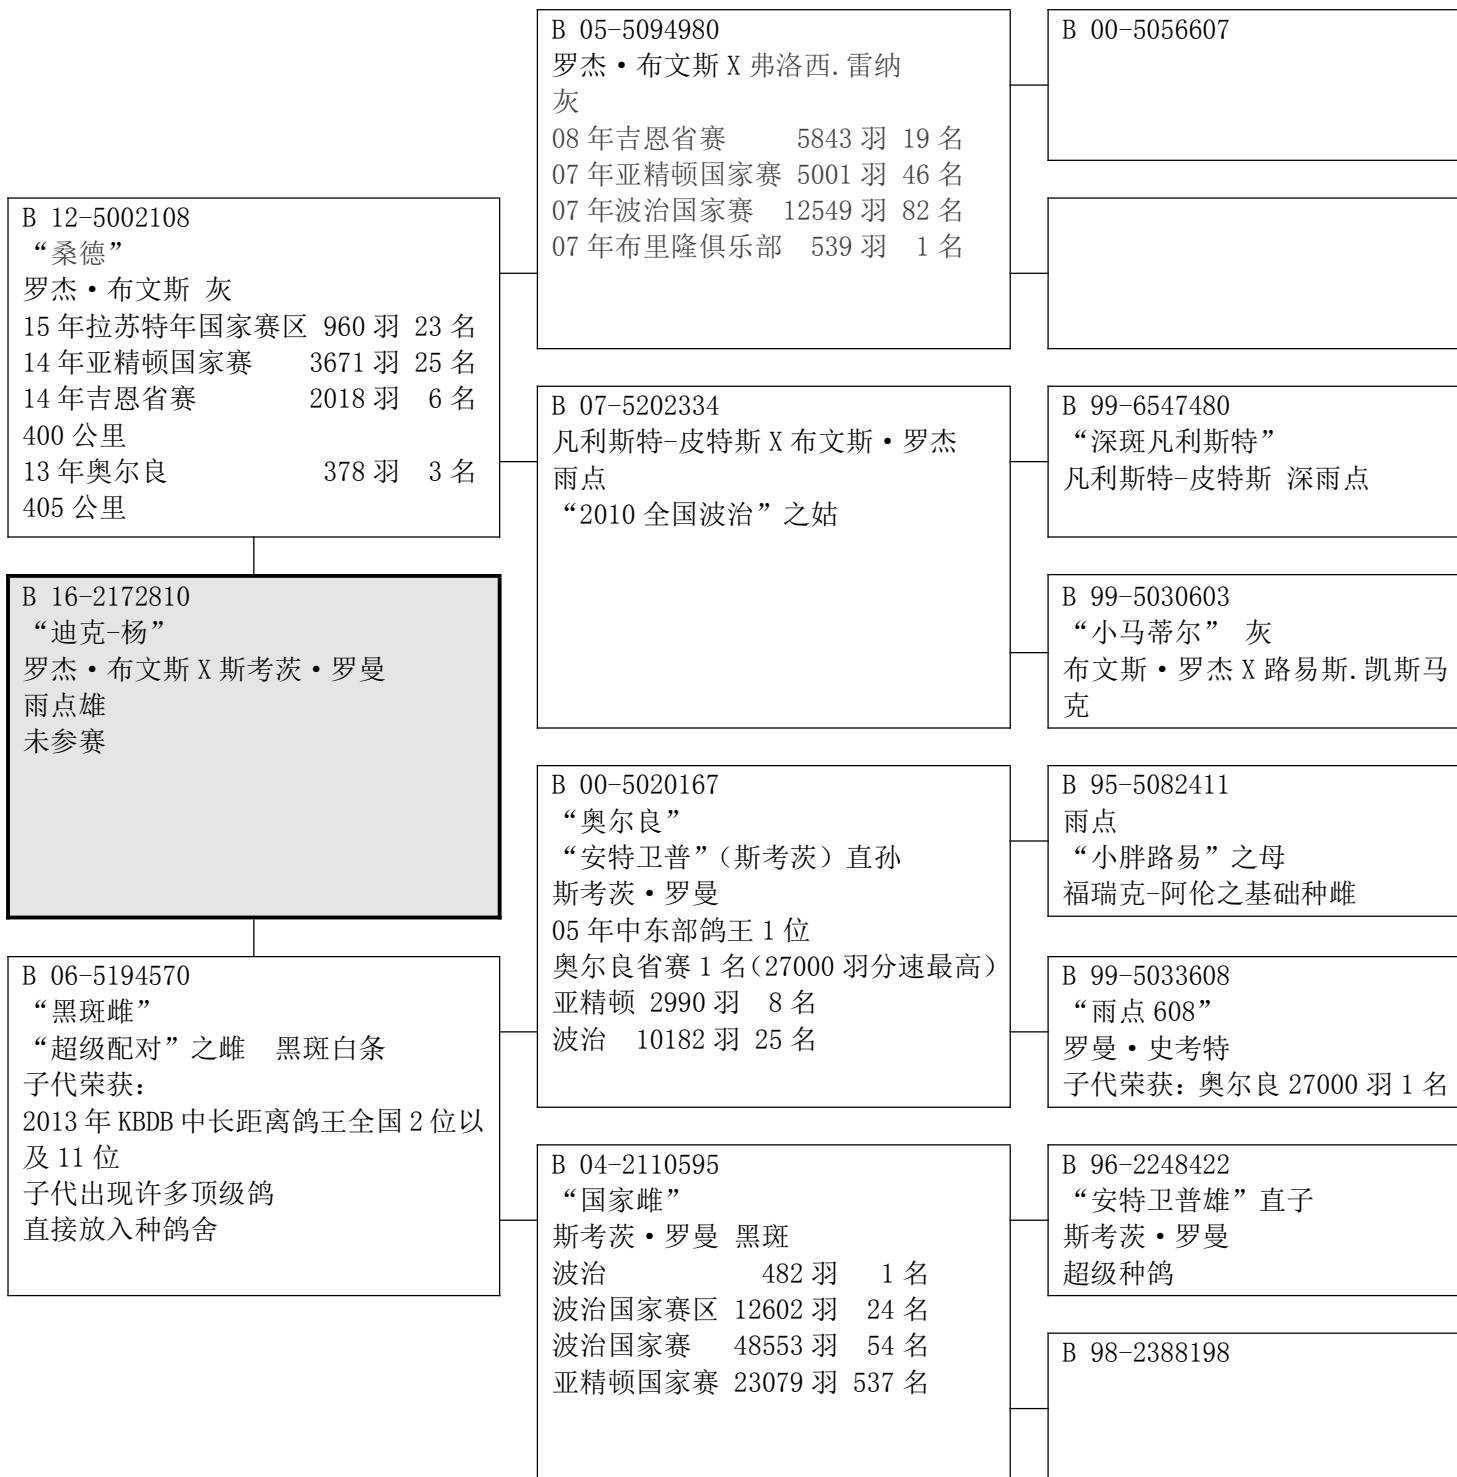 B 05-5094980
罗杰·布文斯 X 弗洛西.雷纳
灰
08 年吉恩省赛 5843 羽 19 名
07 年亚精顿国家赛 5001 羽 46 名
07 年波治国家赛 12549 羽 82 名
07 年布里隆俱乐部 539 羽 1 名
B 00-5056607
B 12-5002108
“桑德”
罗杰·布文斯 灰
15 年拉苏特年国家赛区 960 羽 23 名
14 年亚精顿国家赛 3671 羽 25 名
14 年吉恩省赛 2018 羽 6 名
400 公里
13 年奥尔良 378 羽 3 名
405 公里
B 07-5202334
凡利斯特-皮特斯 X 布文斯·罗杰
雨点
“2010 全国波治”之姑
B 99-6547480
“深斑凡利斯特”
凡利斯特-皮特斯 深雨点
B 16-2172810
“迪克-杨”
罗杰·布文斯 X 斯考茨·罗曼
雨点雄
未参赛
B 99-5030603
“小马蒂尔” 灰
布文斯·罗杰 X 路易斯.凯斯马
克
B 00-5020167
“奥尔良”
“安特卫普”（斯考茨）直孙
斯考茨·罗曼
05 年中东部鸽王 1 位
奥尔良省赛 1 名（27000 羽分速最高）
亚精顿 2990 羽 8 名
波治 10182 羽 25 名
B 95-5082411
雨点
“小胖路易”之母
福瑞克-阿伦之基础种雌
B 06-5194570
“黑斑雌”
“超级配对”之雌 黑斑白条
子代荣获：
2013 年 KBDB 中长距离鸽王全国 2 位以
及 11 位
子代出现许多顶级鸽
直接放入种鸽舍
B 99-5033608
“雨点 608”
罗曼·史考特
子代荣获：奥尔良 27000 羽 1 名
B 04-2110595
“国家雌”
斯考茨·罗曼 黑斑
波治 482 羽 1 名
波治国家赛区 12602 羽 24 名
波治国家赛 48553 羽 54 名
亚精顿国家赛 23079 羽 537 名
B 96-2248422
“安特卫普雄”直子
斯考茨·罗曼
超级种鸽
B 98-2388198